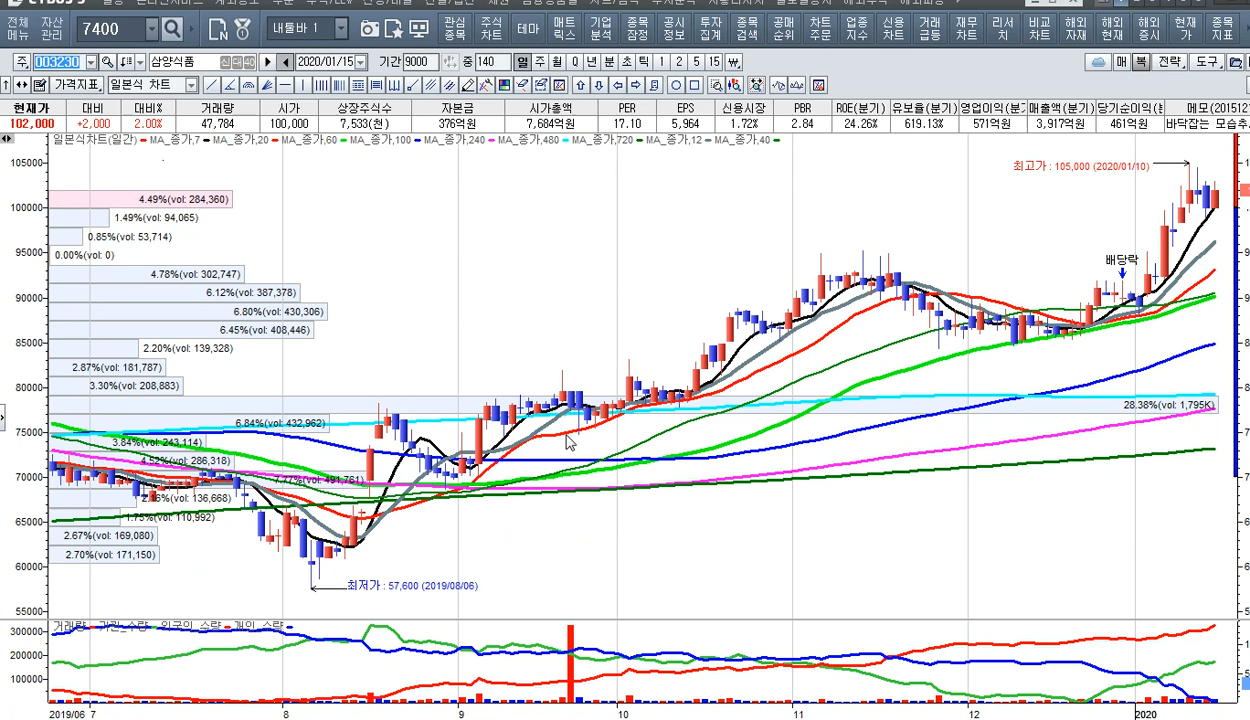 전체 메뉴 자산 관리 7400 내툴바 1 관심 종목 주식 차트 테마 매트 릭스 기업 분석 종목 잠정 공시 정보 투자 집계 종목 검색 공매 순위 차트 주문 업종 지수 신용 차트 거래 급등 재무 차트 리서 치 비교 차트 해외 자재 해외 현재 해외 증시 현재 가 종목 지표
주 003230 삼양식품 신 대 40 2020/01/15 기간 9000 중 140 일 주 월 Q 년 분 초 틱 1 2 3 5 15 매 복 전략 도구
가격지표 일본식 차트
현재가 대비 대비% 거래량 시가 상장주식수 자본금 시가총액 PER EPS 신용시장 PBR ROE(분기) 유보율(분기) 영업이익(분기 매출액(분기) 당기순이익(분 메모(201512
102,000 +2,000 2.00% 47,784 100,000 7,533(천) 376억원 7,684억원 17.10 5,964 1.72% 2.84 24.26% 619.13% 571억원 3,917억원 461억원 바닥잡는 모습추
일본식차트(일간) MA_종가,7 MA_종가,20 MA_종가,60 MA_종가,100 MA_종가,240 MA_종가,480 MA_종가,720 MA_종가,12 MA_종가,40
105000
최고가 : 105,000 (2020/01/10)
4.49%(vol: 284,360)
100000
1.49%(vol: 94,065)
0.85%(vol: 53,714)
95000
0.00%(vol: 0)
배당락
4.78%(vol: 302,747)
6.12%(vol: 387,378)
90000
6.80%(vol: 430,306)
6.45%(vol: 408,446)
85000
2.20%(vol: 139,328)
2.87%(vol: 181,787)
3.30%(vol: 208,883)
80000
28.38%(vol: 1,795K)
6.84%(vol: 432,962)
75000
3.84%(vol: 243,114)
4.52%(vol: 286,318)
70000
7.77%(vol: 491,761)
136,668)
65000
1.75%(vol: 110,992)
2.67%(vol: 169,080)
2.70%(vol: 171,150)
60000
최저가 : 57,600 (2019/08/06)
55000
거래량 기관_수량 외국인_수량 개인_수량
300000
200000
100000
2019/06 7 8 9 10 11 12 2020